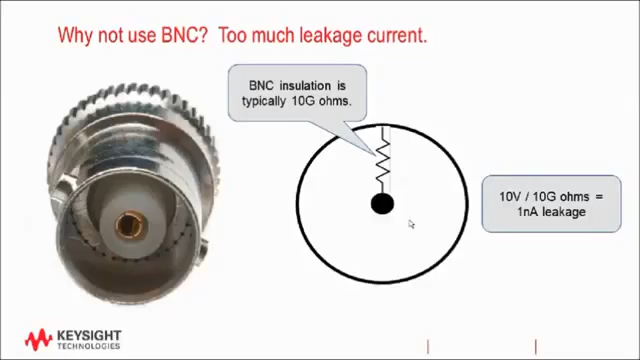 Why not use BNC?  Too much leakage current.
BNC insulation is
typically 10G ohms.
10V / 10G ohms =
1nA leakage
KEYSIGHT
TECHNOLOGIES